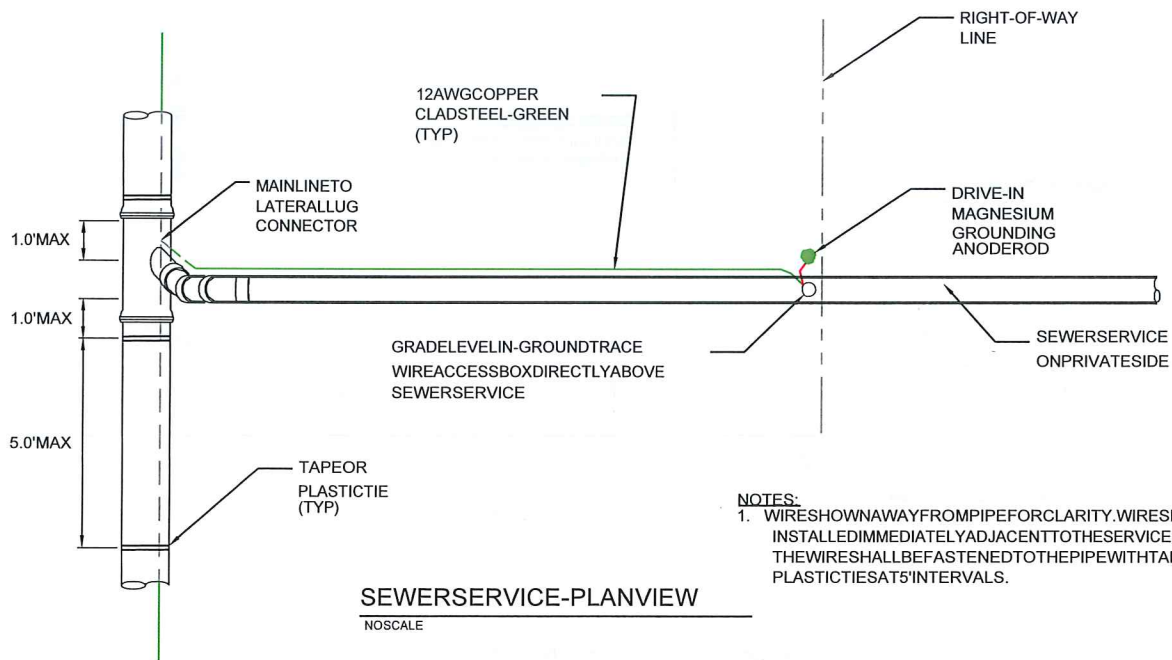 RIGHT-OF-WAY
LINE
12AWGCOPPER
CLADSTEEL-GREEN
(TYP)
MAINLINETO
LATERALLUG
CONNECTOR
DRIVE-IN
MAGNESIUM
GROUNDING
ANODEROD
1.0'MAX
1.0'MAX
GRADELEVELIN-GROUNDTRACE
WIREACCESSBOXDIRECTLYABOVE
SEWERSERVICE
SEWERSERVICE
ONPRIVATESIDE
5.0'MAX
TAPEOR
PLASTICTIE
(TYP)
NOTES:
1. WIRESHOWNAWAYFROMPIPEFORCLARITY.WIRES
INSTALLEDIMMEDIATELYADJACENTTOTHESERVICE
THEWIRESHALLBEFASTENEDTOTHEPIPEWITHTA
PLASTICTIESAT5'INTERVALS.
SEWERSERVICE-PLANVIEW
NOSCALE